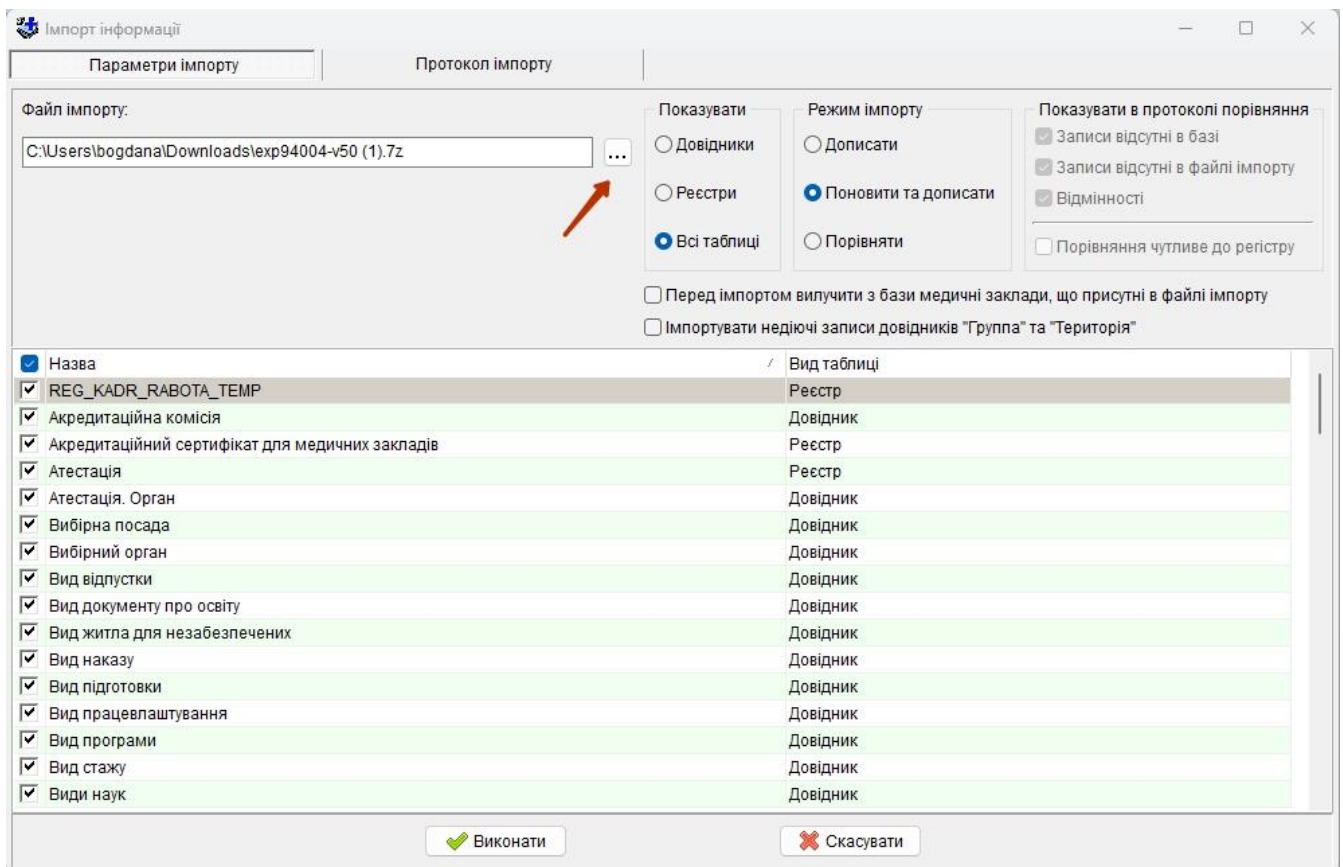 Імпорт інформації
Параметри імпорту
Протокол імпорту
Файл імпорту:
C:\Users\bogdana\Downloads\exp94004-v50 (1).7z
...
Показувати
Довідники
Реєстри
Всі таблиці
Режим імпорту
Дописати
Поновити та дописати
Порівняти
Показувати в протоколі порівняння
Записи відсутні в базі
Записи відсутні в файлі імпорту
Відмінності
Порівняння чутливе до регістру
Перед імпортом вилучити з бази медичні заклади, що присутні в файлі імпорту
Імпортувати недіючі записи довідників "Группа" та "Територія"
Назва Вид таблиці
REG_KADR_RABOTA_TEMP Реєстр
Акредитаційна комісія Довідник
Акредитаційний сертифікат для медичних закладів Реєстр
Атестація Реєстр
Атестація. Орган Довідник
Вибірна посада Довідник
Вибірний орган Довідник
Вид відпустки Довідник
Вид документу про освіту Довідник
Вид житла для незабезпечених Довідник
Вид наказу Довідник
Вид підготовки Довідник
Вид працевлаштування Довідник
Вид програми Довідник
Вид стажу Довідник
Види наук Довідник
Виконати
Скасувати